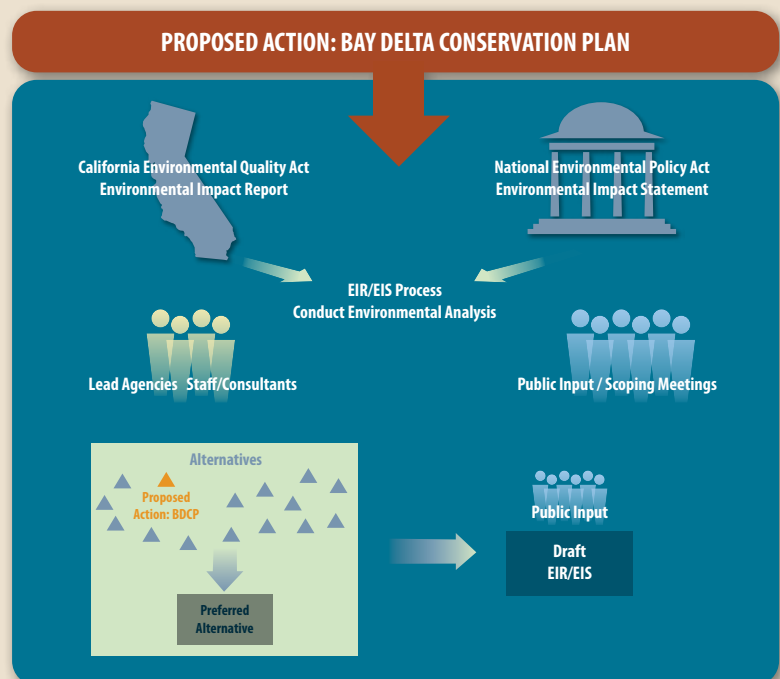 PROPOSED ACTION: BAY DELTA CONSERVATION PLAN
California Environmental Quality Act
Environmental Impact Report
National Environmental Policy Act
Environmental Impact Statement
EIR/EIS Process
Conduct Environmental Analysis
Lead Agencies Staff/Consultants
Public Input / Scoping Meetings
Alternatives
Proposed
Action: BDCP
Preferred
Alternative
Public Input
Draft
EIR/EIS